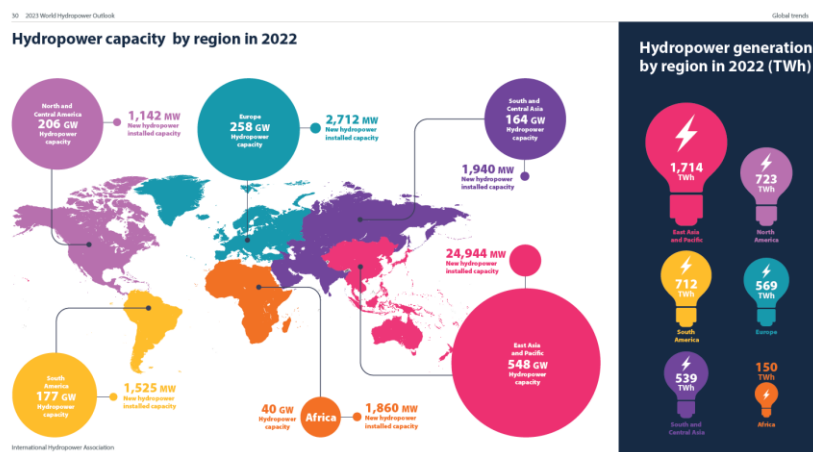 30 2023 World Hydropower Outlook
Global trends
Hydropower capacity by region in 2022
North and
Central America
206 GW
Hydropower
capacity
1,142 MW
New hydropower
installed capacity
Europe
258 GW
Hydropower
capacity
2,712 MW
New hydropower
installed capacity
South and
Central Asia
164 GW
Hydropower
capacity
1,940 MW
New hydropower
installed capacity
24,944 MW
New hydropower
installed capacity
East Asia
and Pacific
548 GW
Hydropower
capacity
South
America
177 GW
Hydropower
capacity
1,525 MW
New hydropower
installed capacity
40 GW
Hydropower
capacity
Africa
1,860 MW
New hydropower
installed capacity
International Hydropower Association
Hydropower generation
by region in 2022 (TWh)
1,714
TWh
East Asia
and Pacific
723
TWh
North
America
712
TWh
South
America
569
TWh
Europe
539
TWh
South and
Central Asia
150
TWh
Africa